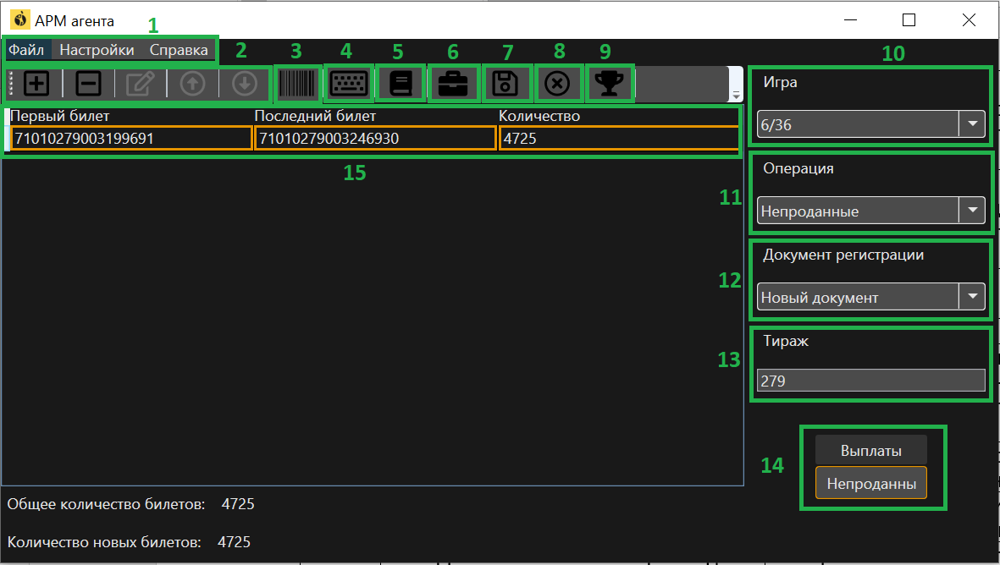 АРМ агента
1
Файл Настройки Справка
2 3 4 5 6 7 8 9 10
Первый билет Последний билет Количество
71010279003199691 71010279003246930 4725
15
Игра
6/36
11
Операция
Непроданные
12
Документ регистрации
Новый документ
13
Тираж
279
14
Выплаты
Непроданны
Общее количество билетов: 4725
Количество новых билетов: 4725